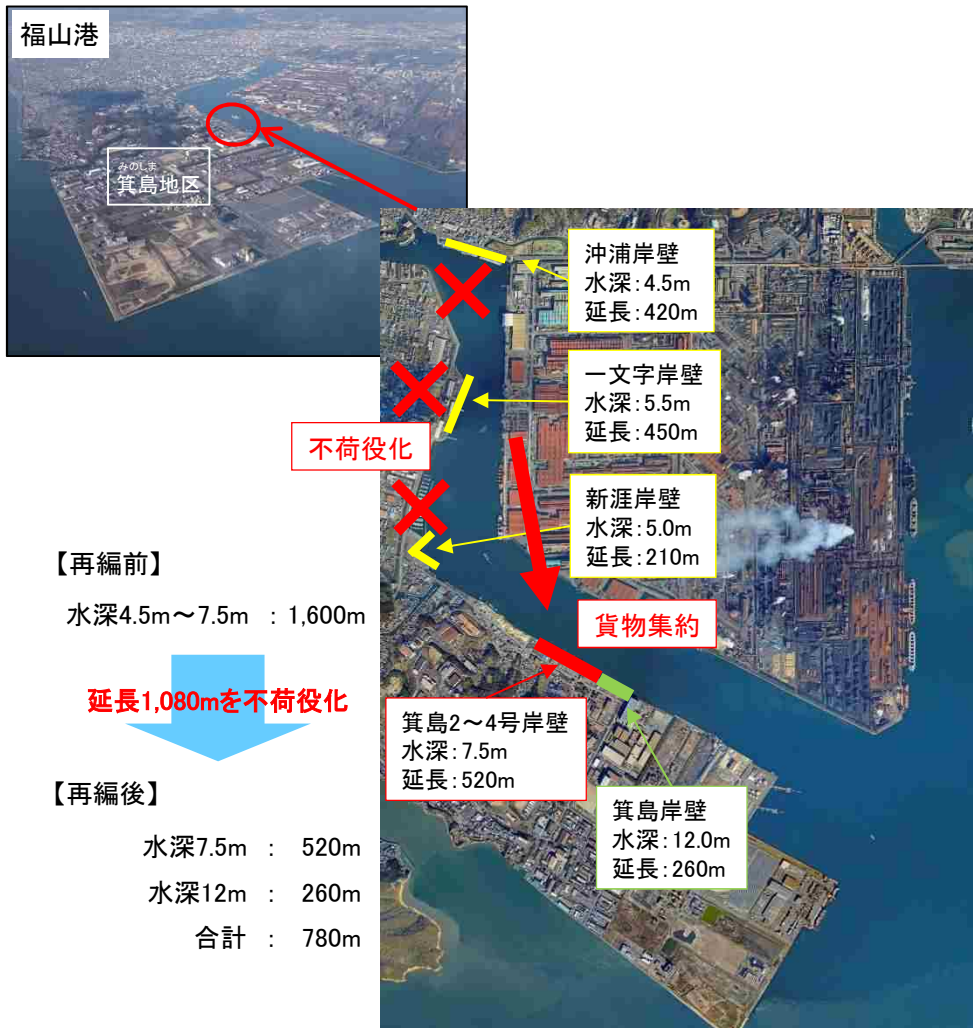 福山港
みのしま
箕島地区
沖浦岸壁
水深:4.5m
延長:420m
一文字岸壁
水深:5.5m
延長:450m
不荷役化
新涯岸壁
水深:5.0m
延長:210m
【再編前】
水深4.5m～7.5m : 1,600m
貨物集約
延長1,080mを不荷役化
箕島2～4号岸壁
水深:7.5m
延長:520m
【再編後】
水深7.5m : 520m
水深12m : 260m
合計 : 780m
箕島岸壁
水深:12.0m
延長:260m